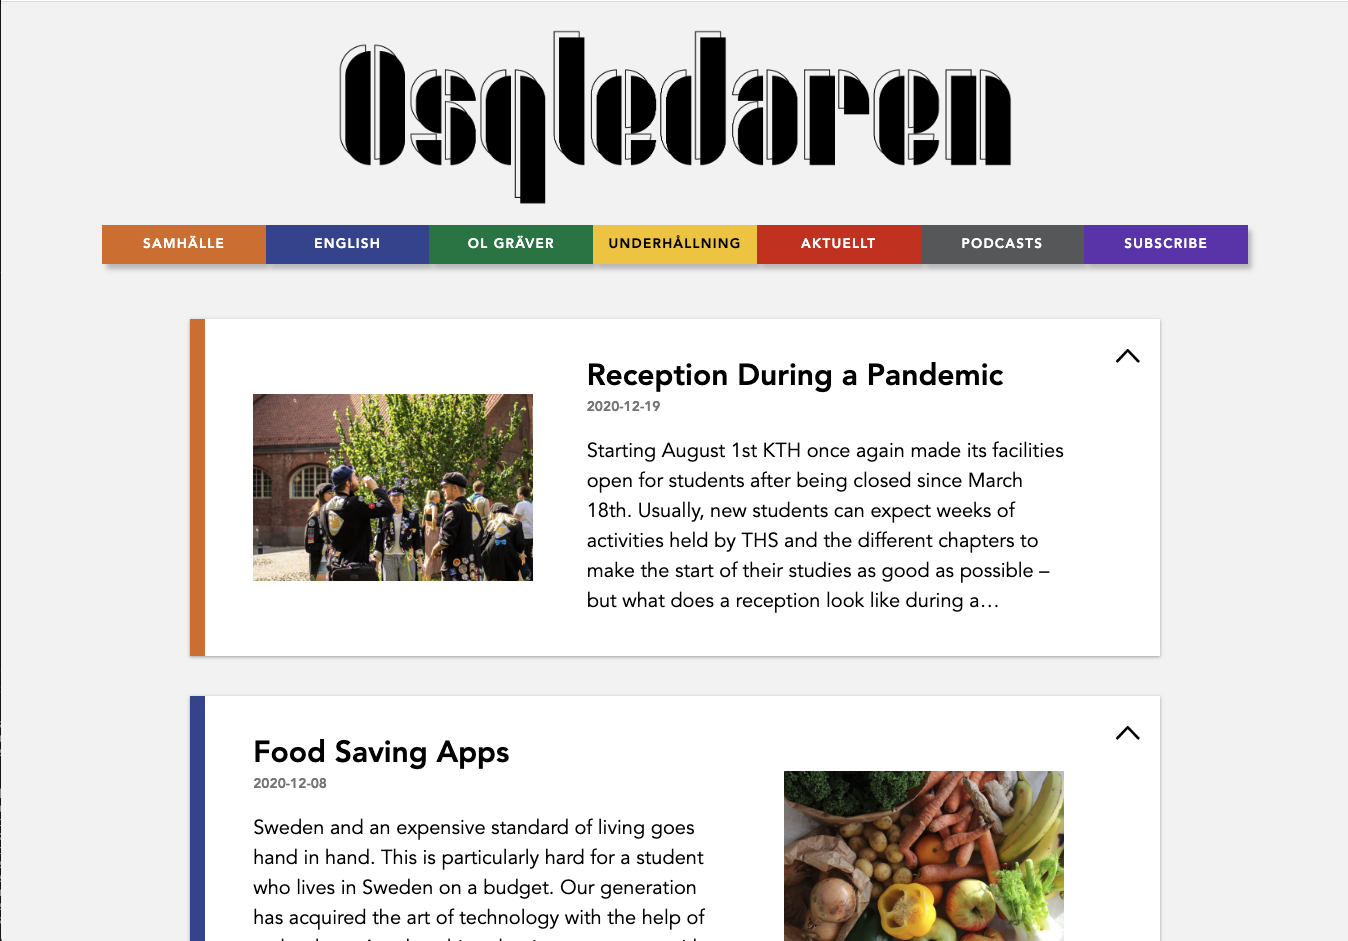 Osqledaren
SAMHÄLLE ENGLISH OL GRÄVER UNDERHÅLLNING AKTUELLT PODCASTS SUBSCRIBE
Reception During a Pandemic
2020-12-19
Starting August 1st KTH once again made its facilities
open for students after being closed since March
18th. Usually, new students can expect weeks of
activities held by THS and the different chapters to
make the start of their studies as good as possible –
but what does a reception look like during a…
Food Saving Apps
2020-12-08
Sweden and an expensive standard of living goes
hand in hand. This is particularly hard for a student
who lives in Sweden on a budget. Our generation
has acquired the art of technology with the help of